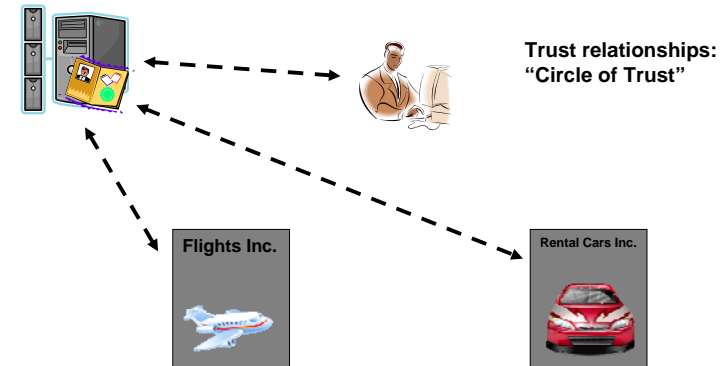 Trust relationships:
“Circle of Trust”
Flights Inc.
Rental Cars Inc.